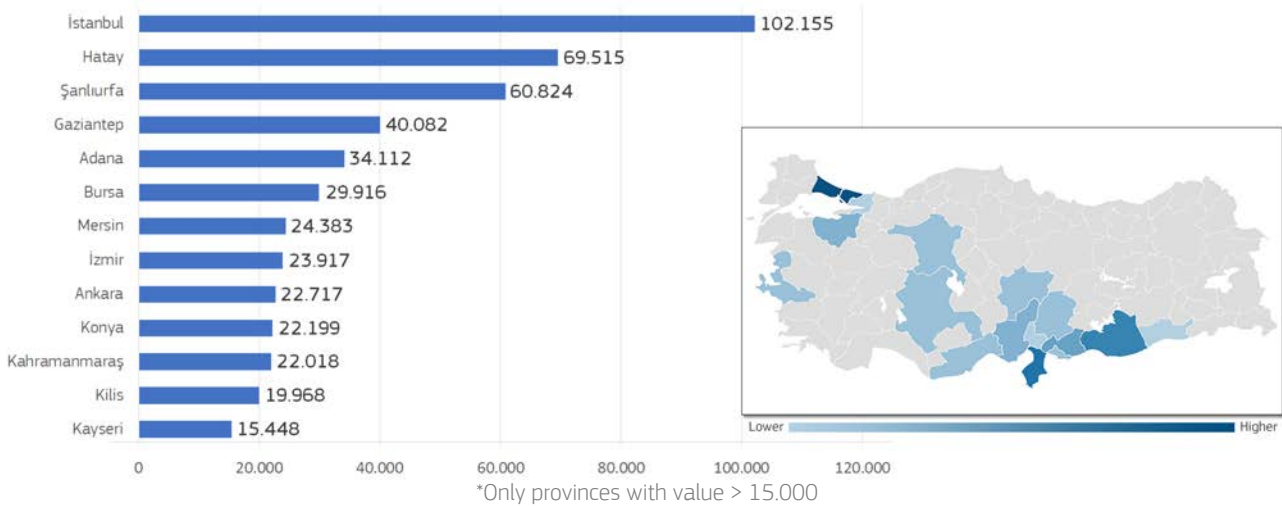 İstanbul 102.155
Hatay 69.515
Şanlıurfa 60.824
Gaziantep 40.082
Adana 34.112
Bursa 29.916
Mersin 24.383
İzmir 23.917
Ankara 22.717
Konya 22.199
Kahramanmaraş 22.018
Kilis 19.968
Kayseri 15.448
0 20.000 40.000 60.000 80.000 100.000 120.000
Lower Higher
*Only provinces with value > 15.000